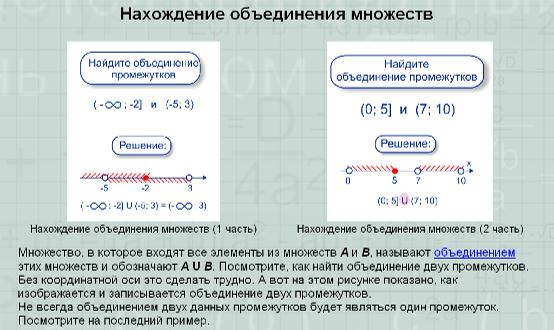 Нахождение объединения множеств
Найдите объединение
промежутков
(-∞; -2] и (-5; 3)
Решение:
-5 -2 3
(-∞; -2] U (-5; 3) = (-∞ 3)
Нахождение объединения множеств (1 часть)
Найдите
объединение промежутков
(0; 5] и (7; 10)
Решение:
x
0 5 7 10
(0; 5] U (7; 10)
Нахождение объединения множеств (2 часть)
Множество, в которое входят все элементы из множеств A и B, называют объединением
этих множеств и обозначают A U B. Посмотрите, как найти объединение двух промежутков.
Без координатной оси это сделать трудно. А вот на этом рисунке показано, как
изображается и записывается объединение двух промежутков.
Не всегда объединением двух данных промежутков будет являться один промежуток.
Посмотрите на последний пример.